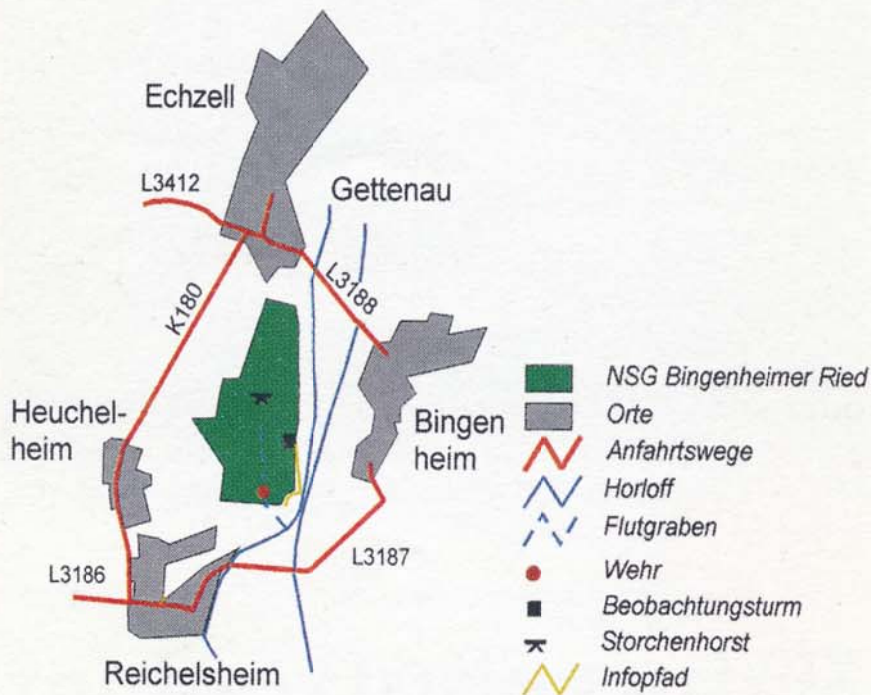 Echzell
L3412
Gettenau
K180
L3188
Heuchel-
heim
Bingen
heim
L3186
L3187
Reichelsheim
NSG Bingenheimer Ried
Orte
Anfahrtswege
Horloff
Flutgraben
Wehr
Beobachtungsturm
Storchenhorst
Infopfad